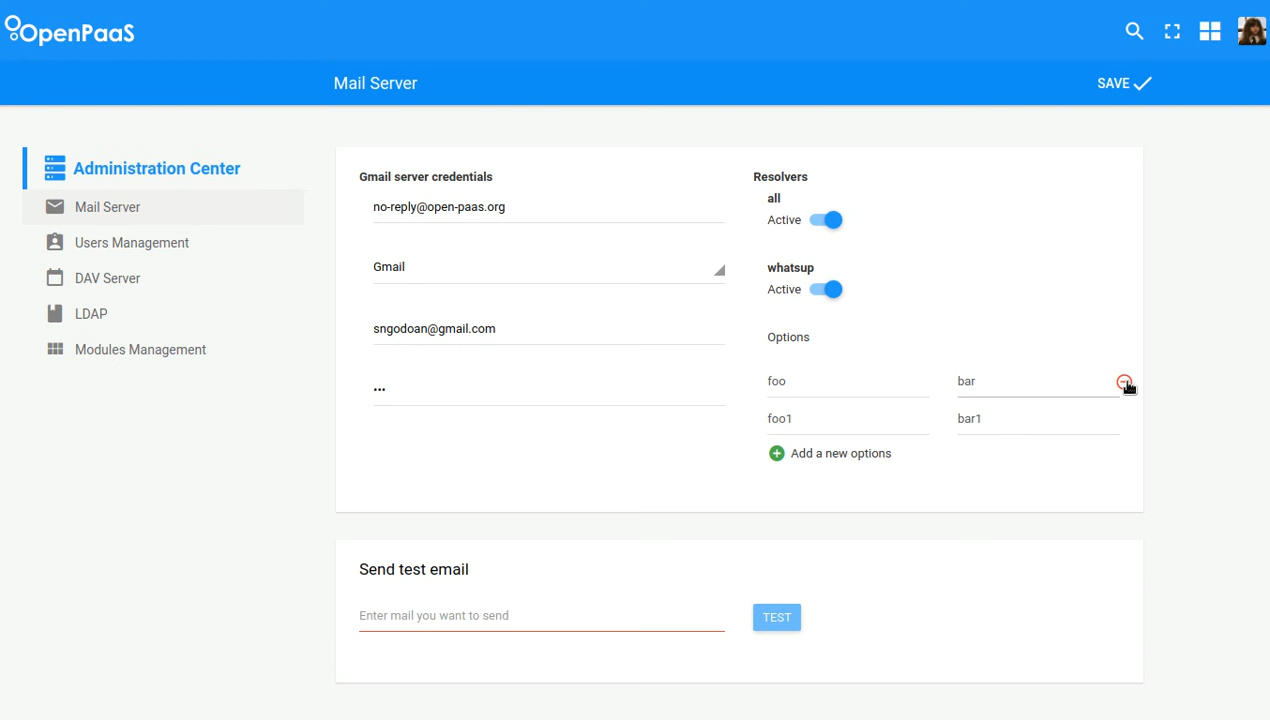 OpenPaaS
Mail Server
SAVE
Administration Center
Mail Server
Users Management
DAV Server
LDAP
Modules Management
Gmail server credentials
no-reply@open-paas.org
Gmail
sngodoan@gmail.com
•••
Resolvers
all
Active
whatsup
Active
Options
foo bar
foo1 bar1
Add a new options
Send test email
Enter mail you want to send
TEST